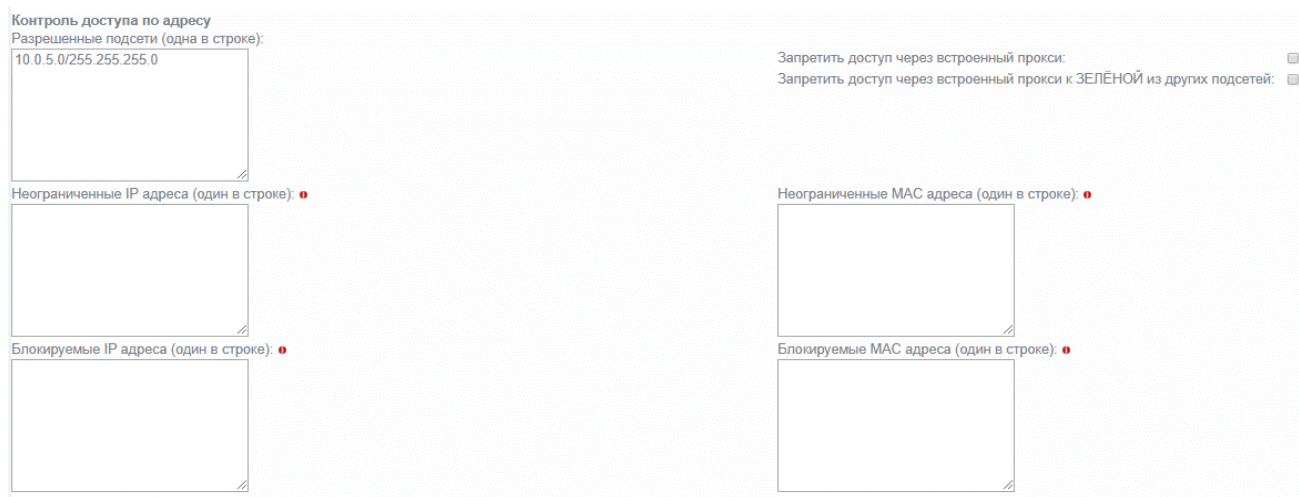 Контроль доступа по адресу
Разрешенные подсети (одна в строке):
10.0.5.0/255.255.255.0
Запретить доступ через встроенный прокси:
Запретить доступ через встроенный прокси к ЗЕЛЁНОЙ из других подсетей:
Неограниченные IP адреса (один в строке):
Неограниченные MAC адреса (один в строке):
Блокируемые IP адреса (один в строке):
Блокируемые MAC адреса (один в строке):